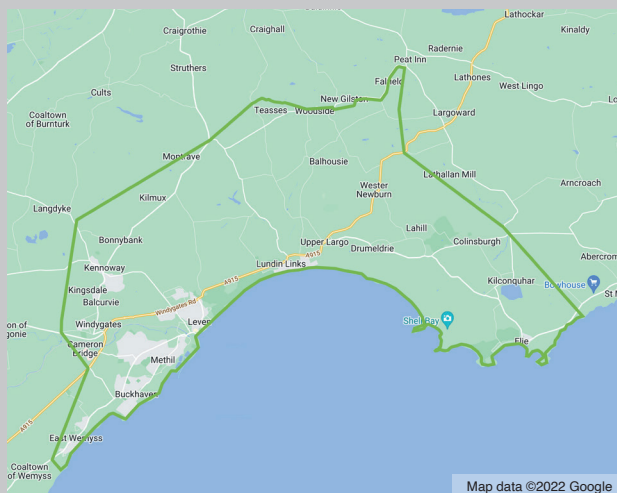 Lathockar
Craigrothie
Craighall
Kinaldy
Radernie
Peat Inn
Struthers
Lathones
Falfield
West Lingo
Cults
New Gilston
Teasses
Woodside
Largoward
Coaltown
of Burnturk
Montrave
Balhousie
Lathallan Mill
Wester
Newburn
Arncroach
Kilmux
Langdyke
Lahill
Bonnybank
Upper Largo
Colinsburgh
Drumeldrie
A915
Abercrom
Lundin Links
Kennoway
A915
Kilconquhar
Bowhouse
Kingsdale
St M
Balcurvie
Windygates Rd
Leven
Shell Bay
on of
gonie
Windygates
Elie
Cameron
Bridge
Methil
Buckhaven
A915
East Wemyss
Coaltown
of Wemyss
Map data ©2022 Google